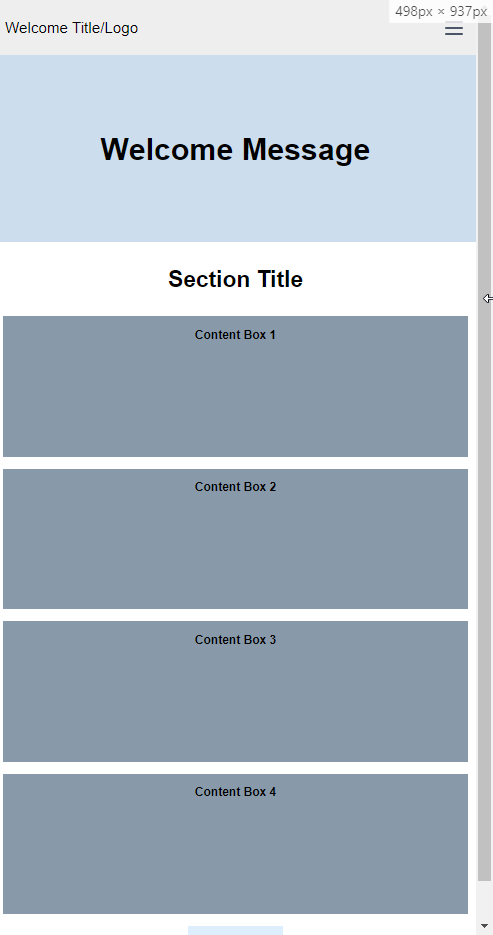 498px × 937px
Welcome Title/Logo
Welcome Message
Section Title
Content Box 1
Content Box 2
Content Box 3
Content Box 4